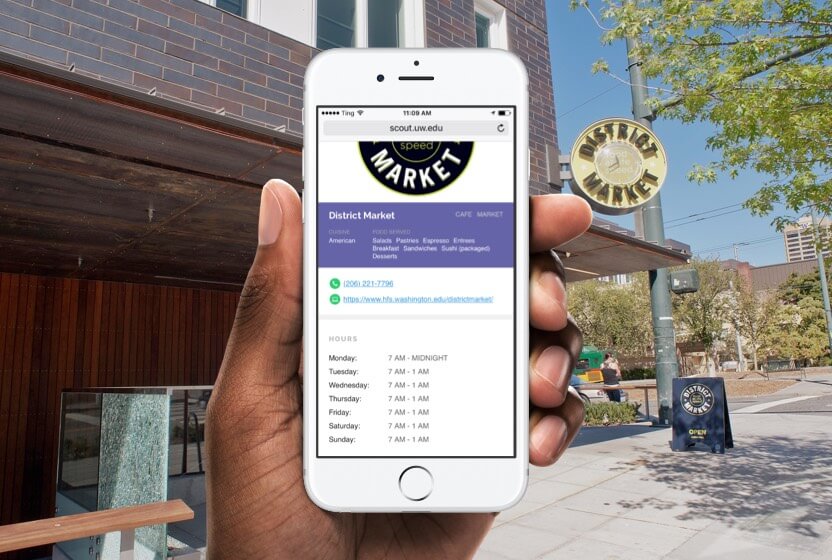 Ting
11:09 AM
scout.uw.edu
speed
MARKET
District Market
CAFE MARKET
CUISINE
FOOD SERVED
American
Salads Pastries Espresso Entrees
Breakfast Sandwiches Sushi (packaged)
Desserts
(206) 221-7796
https://www.hfs.washington.edu/districtmarket/
HOURS
Monday: 7 AM - MIDNIGHT
Tuesday: 7 AM - 1 AM
Wednesday: 7 AM - 1 AM
Thursday: 7 AM - 1 AM
Friday: 7 AM - 1 AM
Saturday: 7 AM - 1 AM
Sunday: 7 AM - 1 AM
DISTRICT
MARKET
DISTRICT
MARKET
OPEN